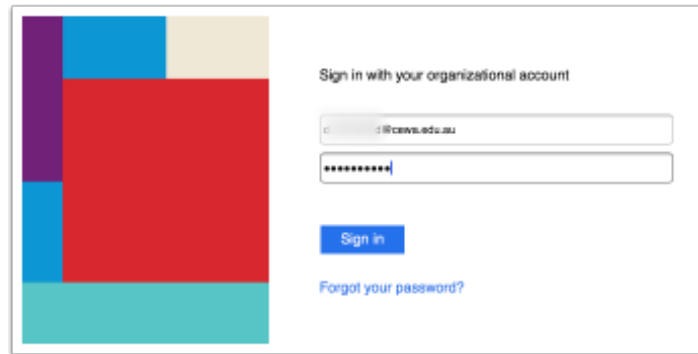 Sign in with your organizational account
@cewa.edu.au
••••••••••
Sign in
Forgot your password?